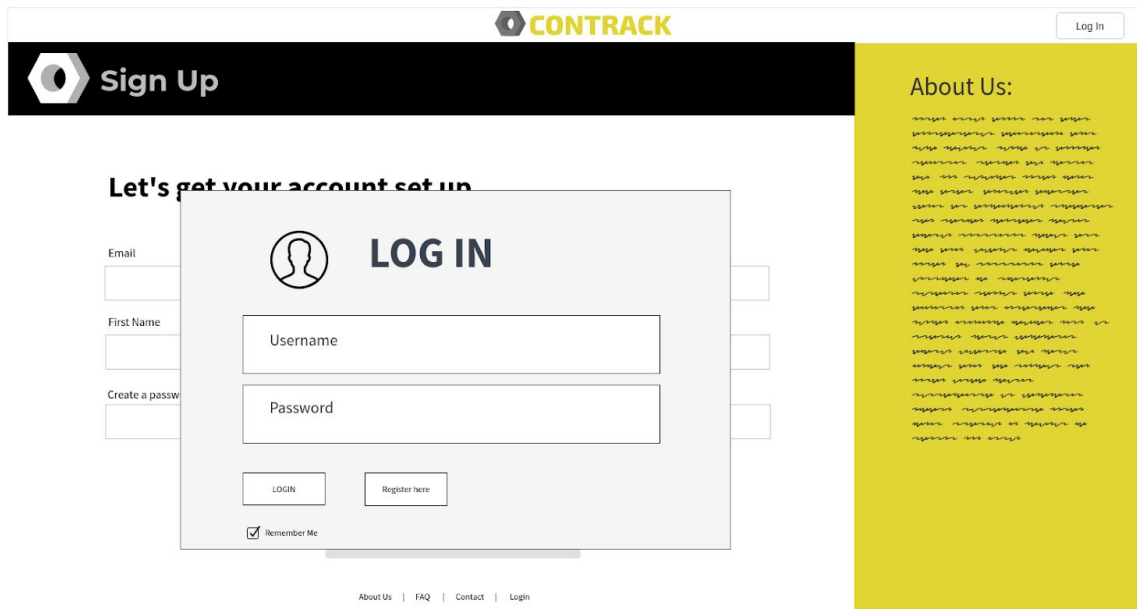 CONTRACK
Log In
Sign Up
About Us:
Let's get your account set up
LOG IN
Email
Username
First Name
Password
Create a passw
LOGIN
Register here
Remember Me
About Us | FAQ | Contact | Login